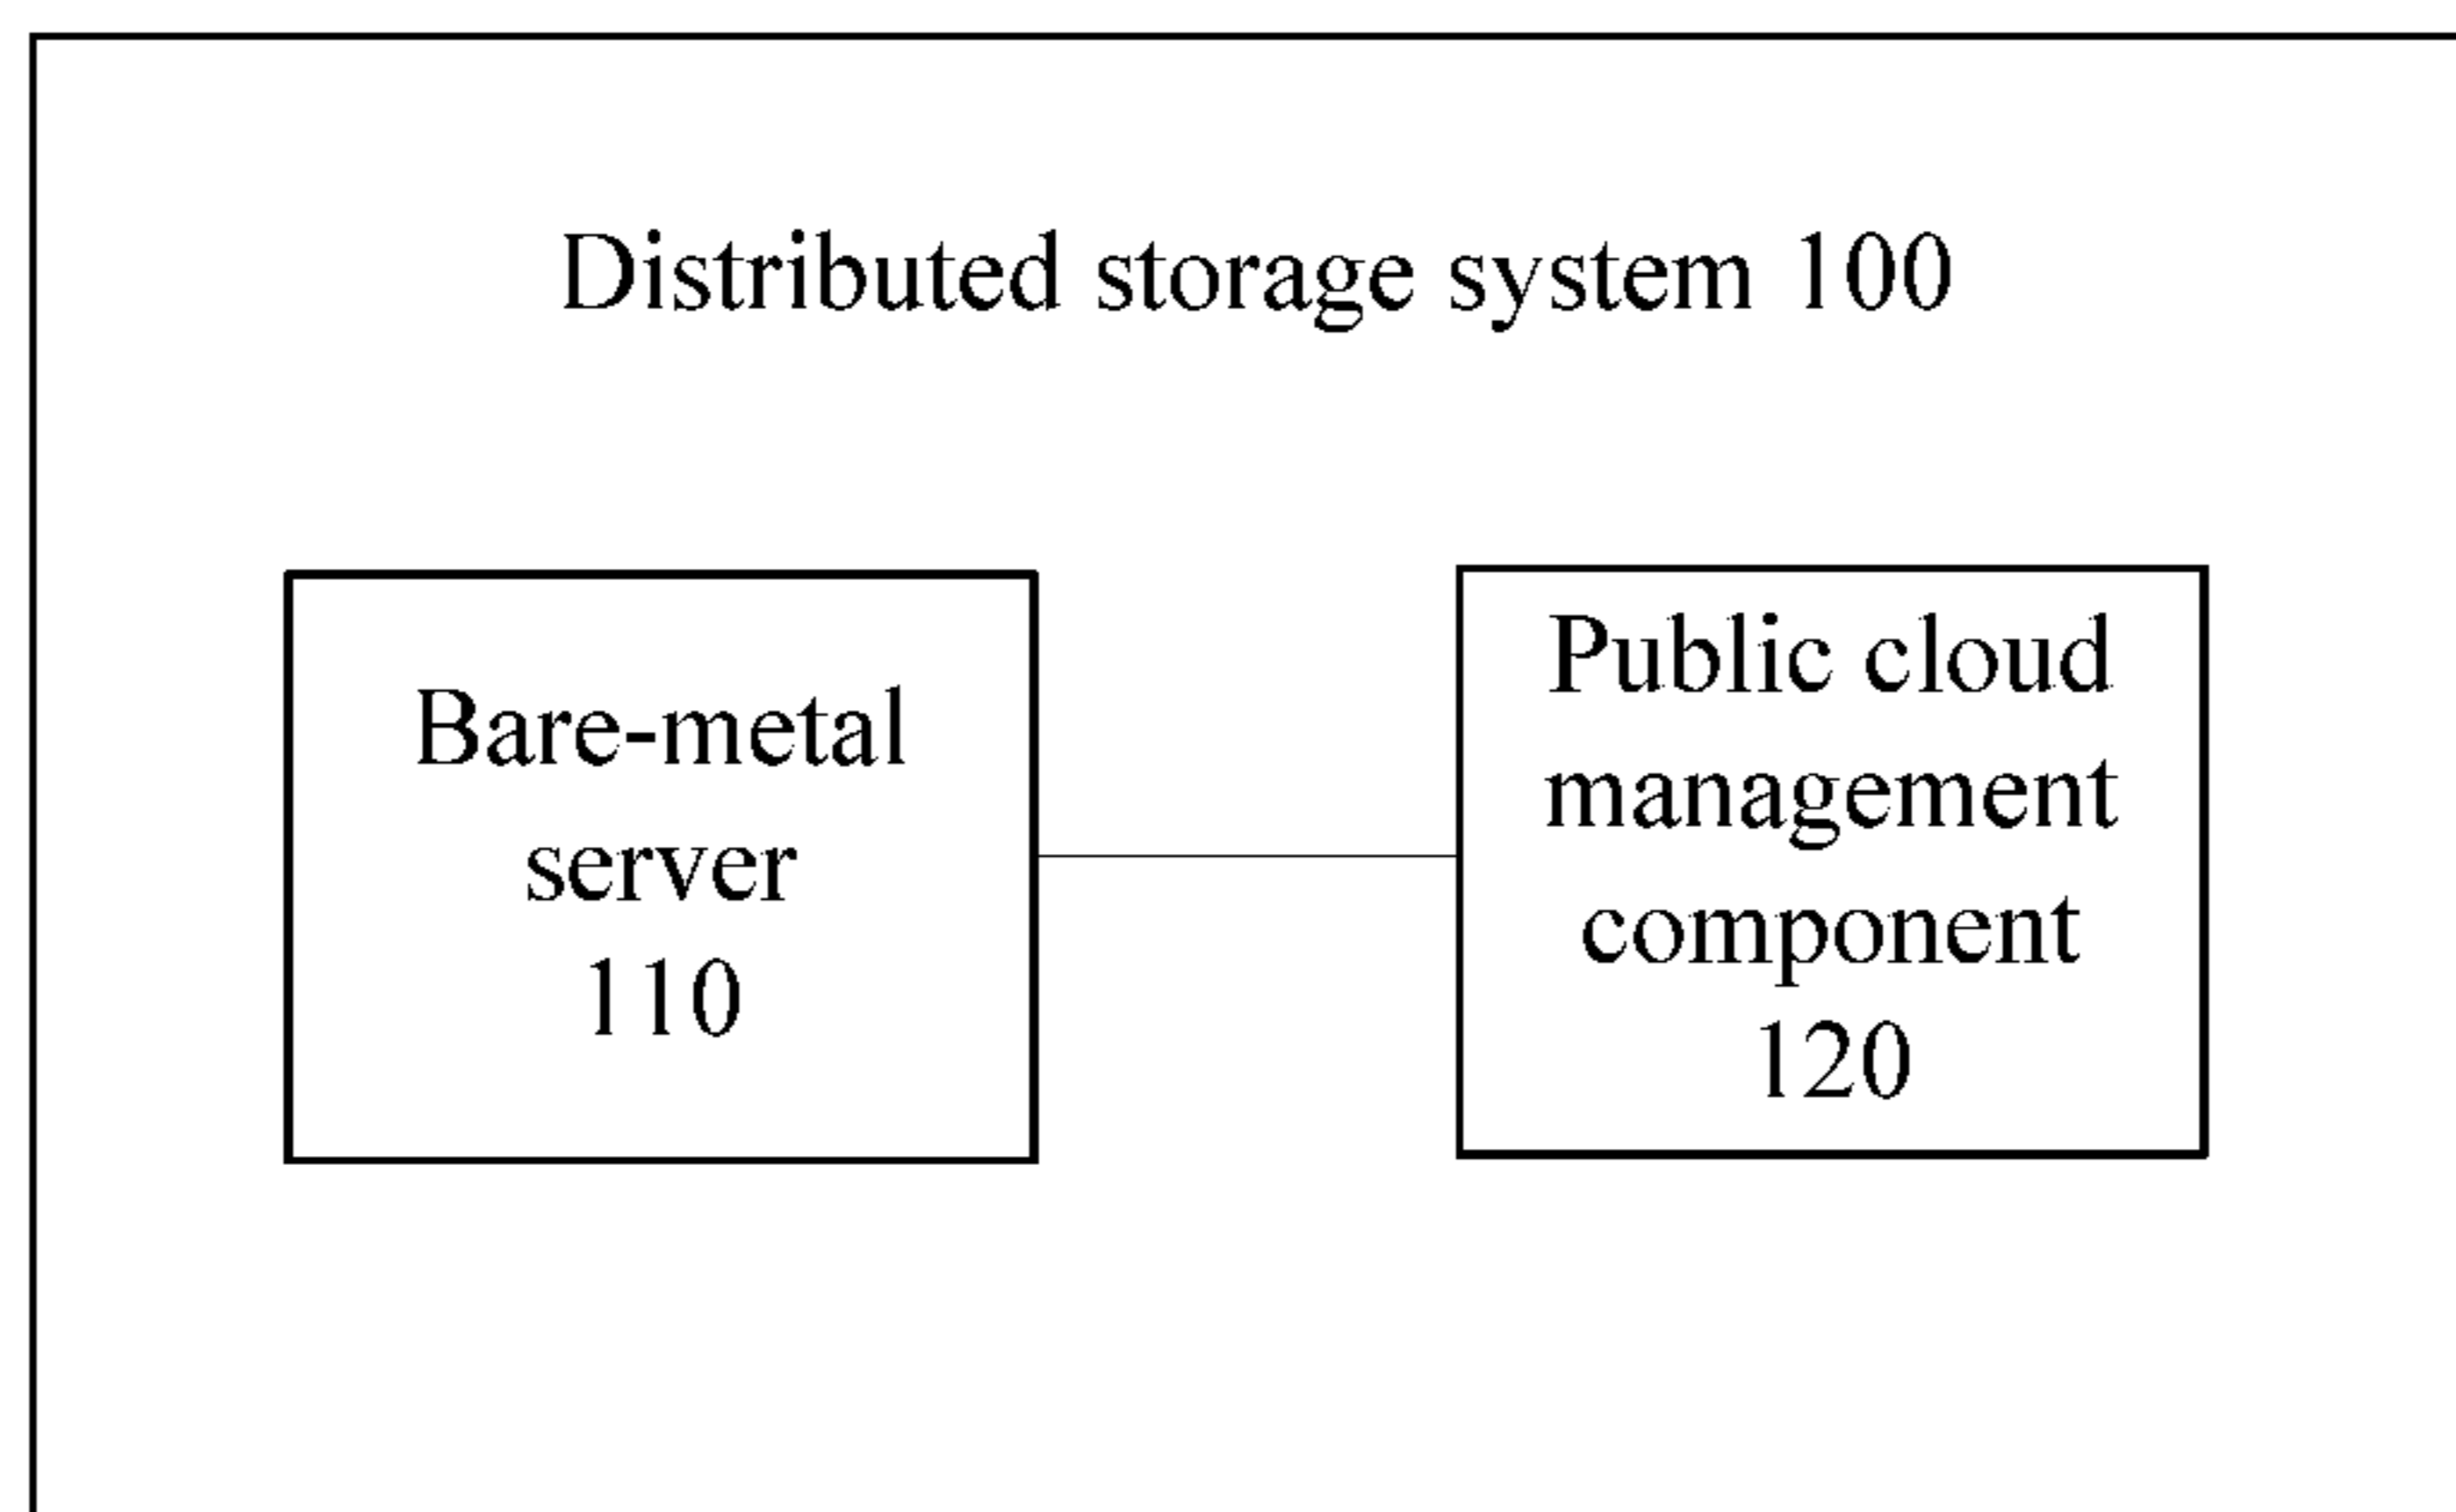 Distributed storage system 100
Bare-metal
server
110
Public cloud
management
component
120